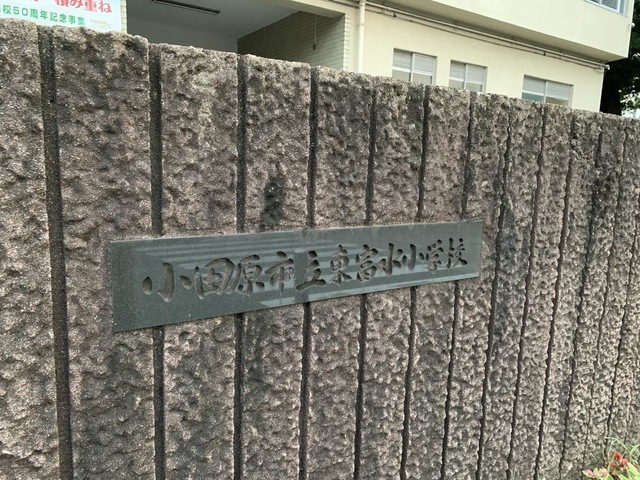 積み重ね
校50周年記念事業
小田原市立東富水小学校